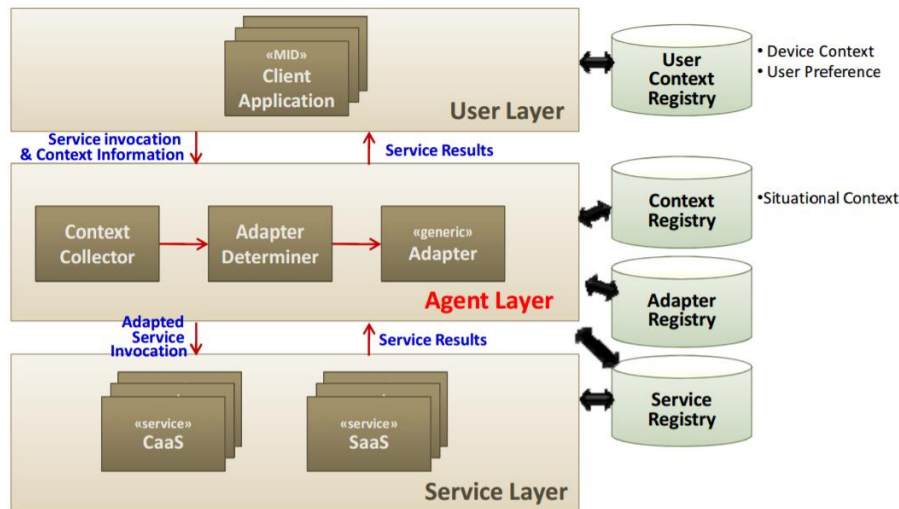 «MID»
Client
Application
User Layer
User
Context
Registry
• Device Context
• User Preference
Service invocation
& Context Information
Service Results
Context
Collector
Adapter
Determiner
«generic»
Adapter
Agent Layer
Context
Registry
•Situational Context
Adapter
Registry
Adapted
Service
Invocation
Service Results
«service»
CaaS
«service»
SaaS
Service Layer
Service
Registry